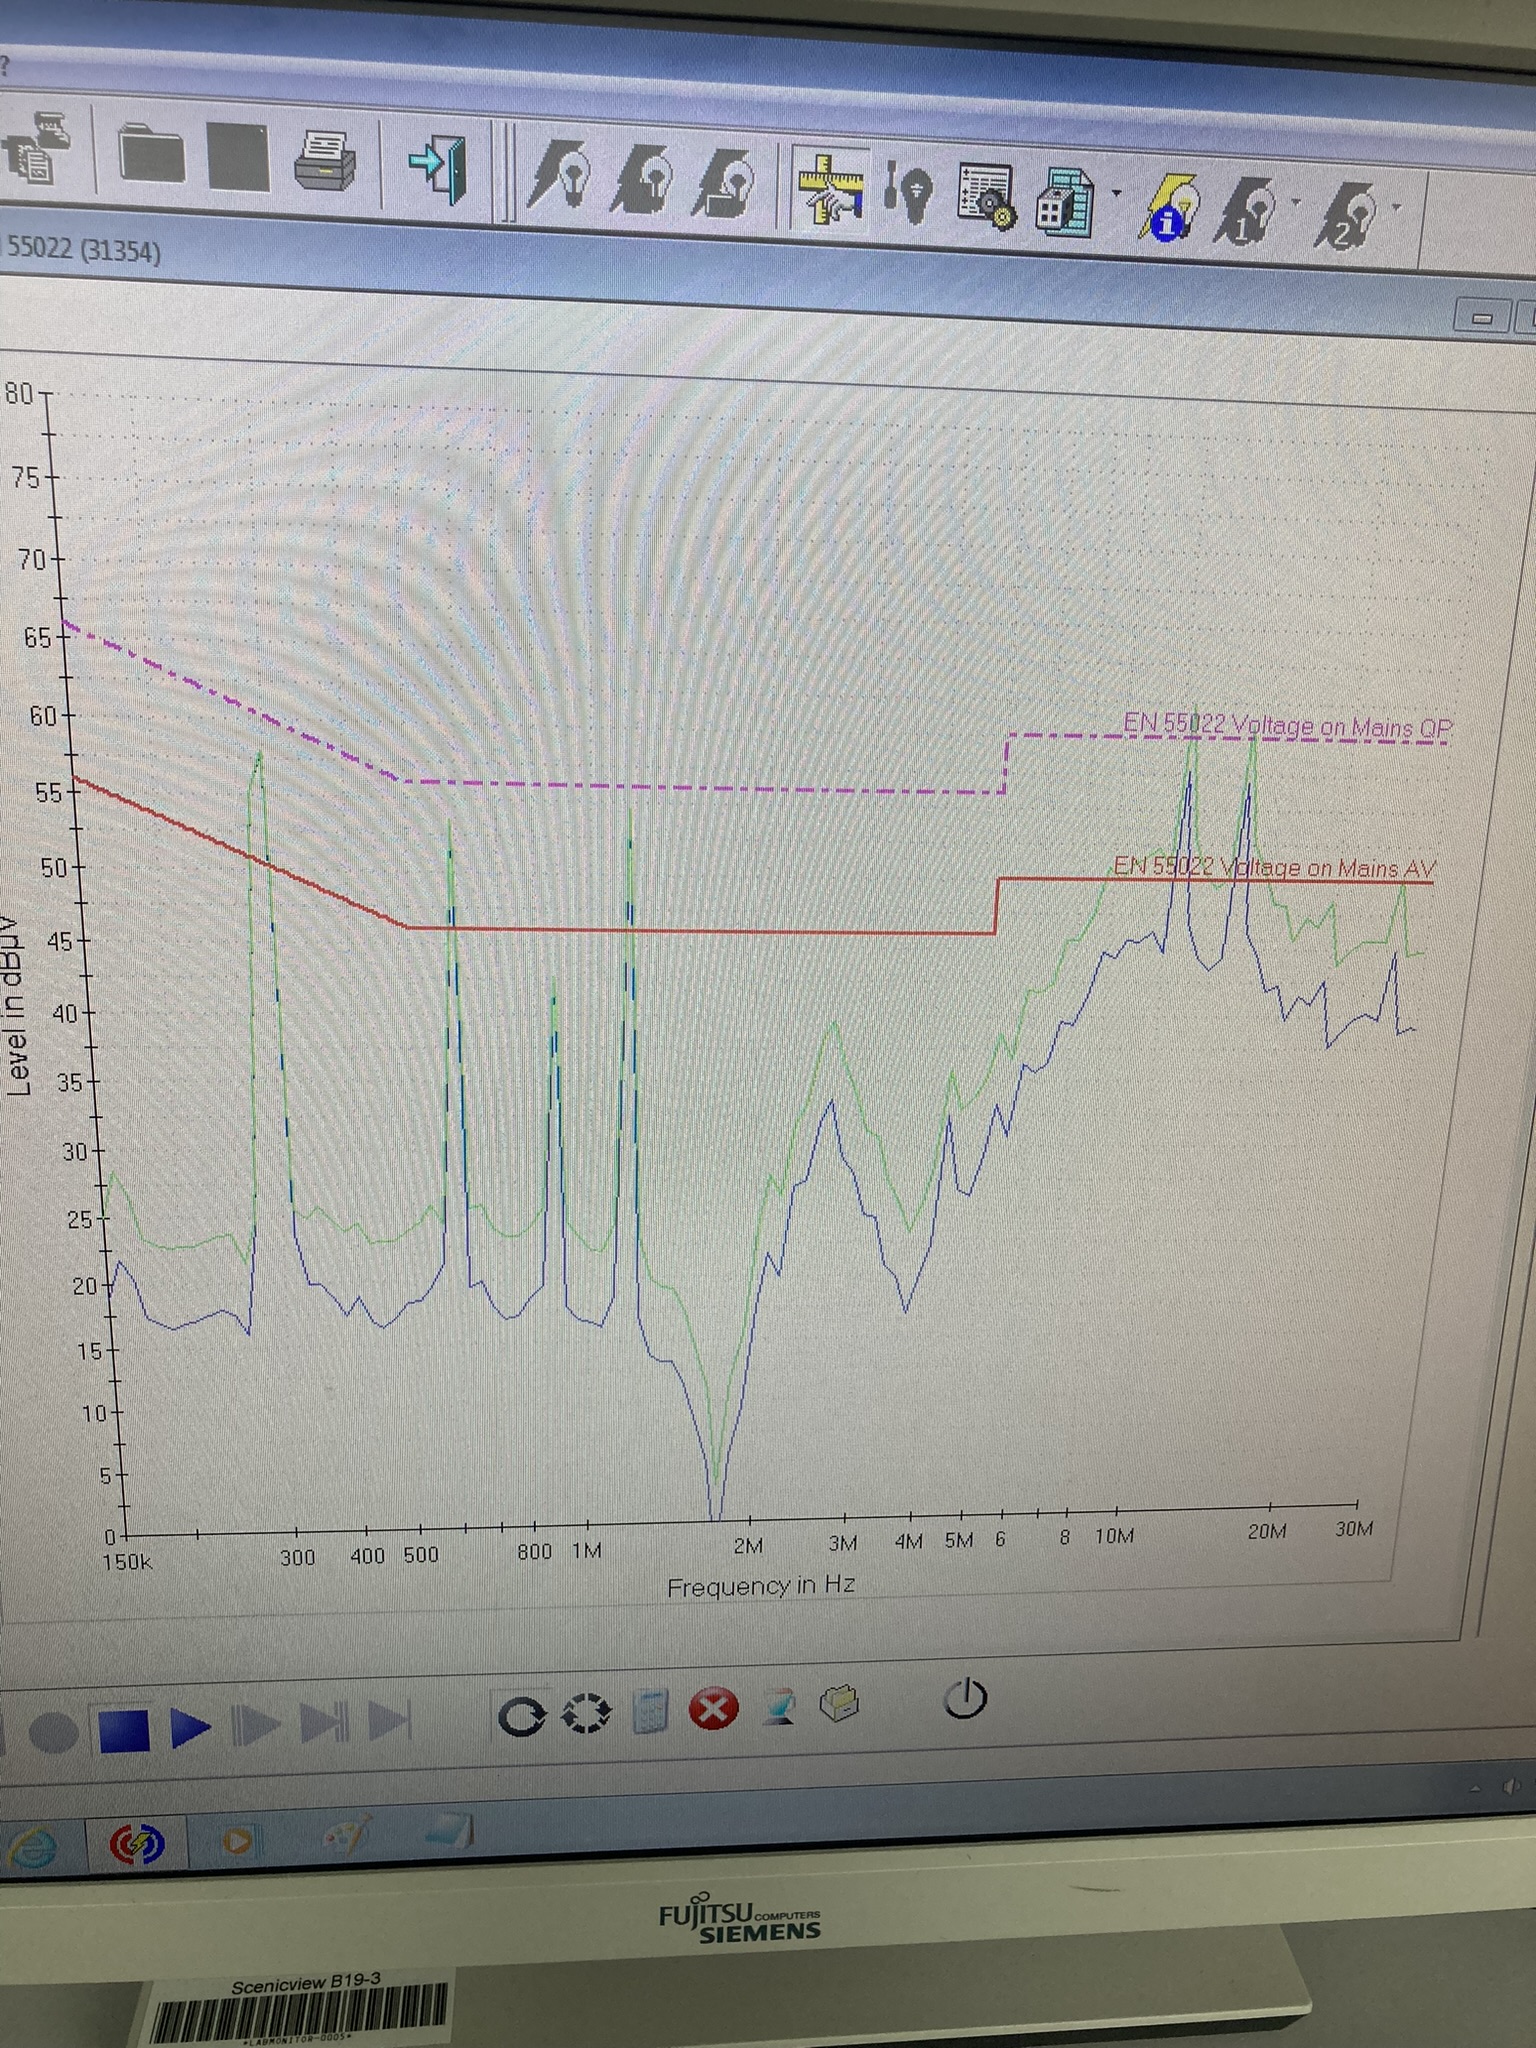 ?
55022 (31354)
80
75
70
65
60
55
50
45
40
35
30
25
20
15
10
5
0
Level in dBµV
EN 55022 Voltage on Mains QP
EN 55022 Voltage on Mains AV
150k 300 400 500 800 1M 2M 3M 4M 5M 6 8 10M 20M 30M
Frequency in Hz
FUJITSU COMPUTERS
SIEMENS
Scenicview B19-3
*LABMONITOR-0005*